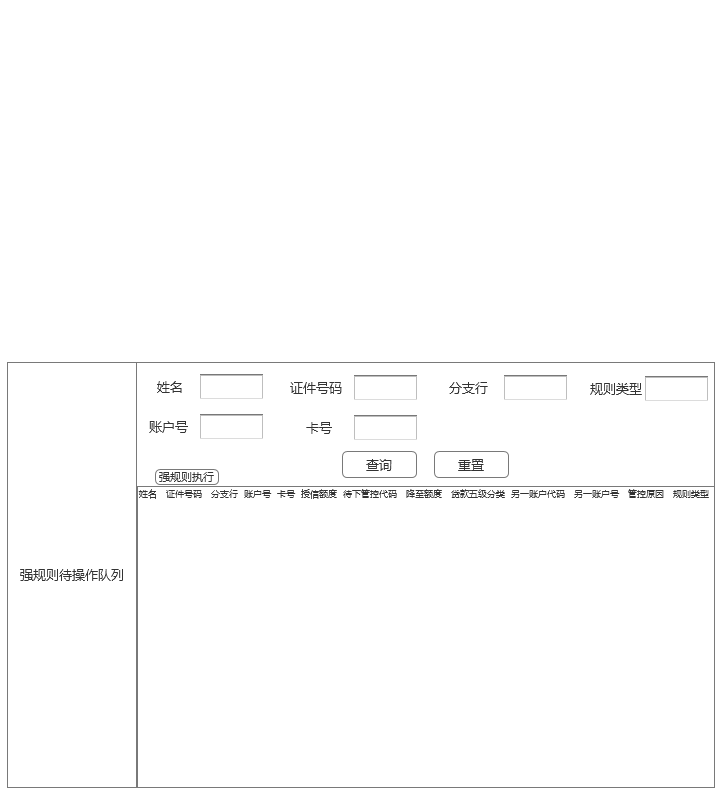 姓名 证件号码 分支行 规则类型
账户号 卡号
查询 重置
强规则执行
姓名 证件号码 分支行 账户号 卡号 授信额度 待下管控代码 降至额度 贷款五级分类 另一账户代码 另一账户号 管控原因 规则类型
强规则待操作队列